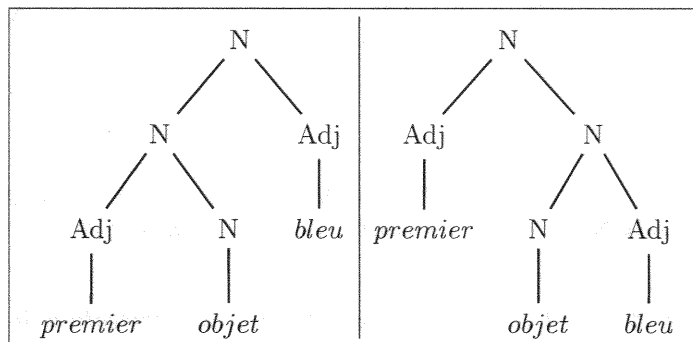 N N
N Adj Adj N
Adj N bleu premier N Adj
premier objet objet bleu